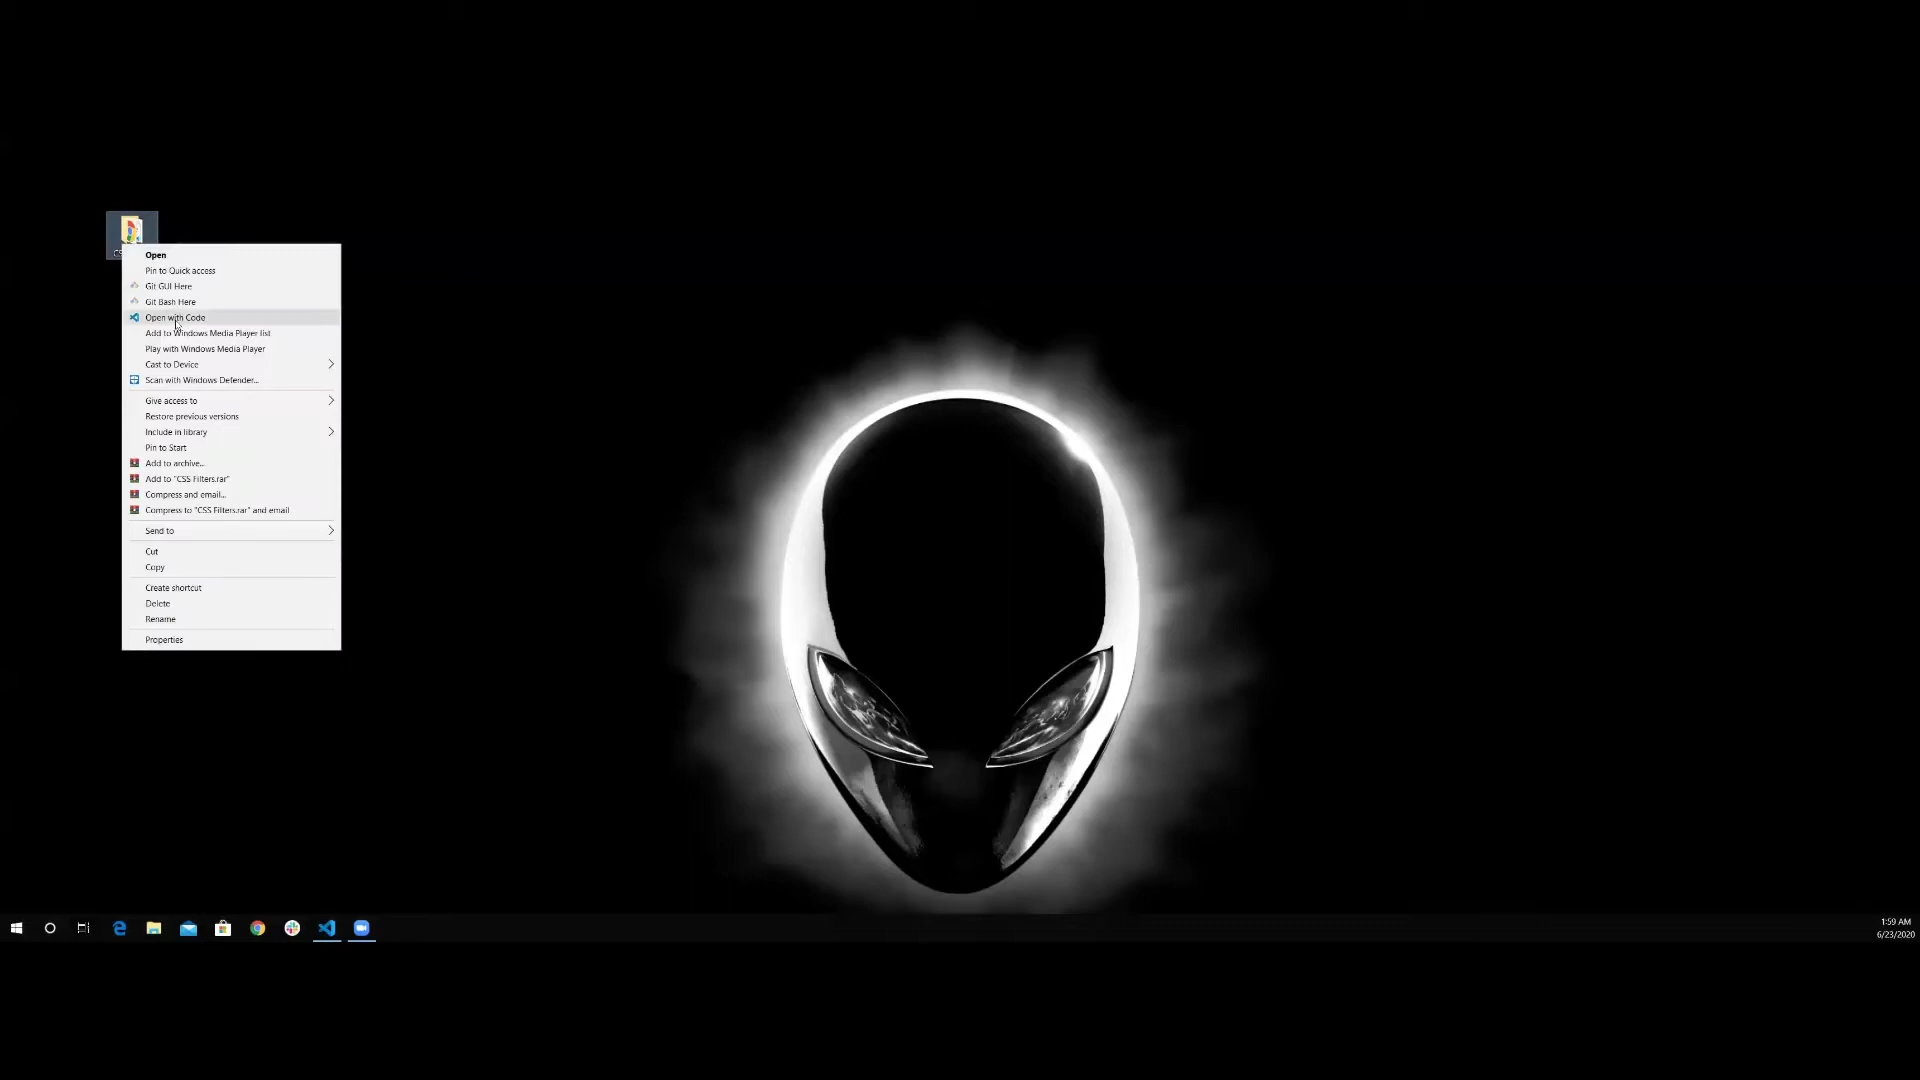 Open
Pin to Quick access
Git GUI Here
Git Bash Here
Open with Code
Add to Windows Media Player list
Play with Windows Media Player
Cast to Device
Scan with Windows Defender...
Give access to
Restore previous versions
Include in library
Pin to Start
Add to archive...
Add to "CSS Filters.rar"
Compress and email...
Compress to "CSS Filters.rar" and email
Send to
Cut
Copy
Create shortcut
Delete
Rename
Properties
1:59 AM
6/23/2020